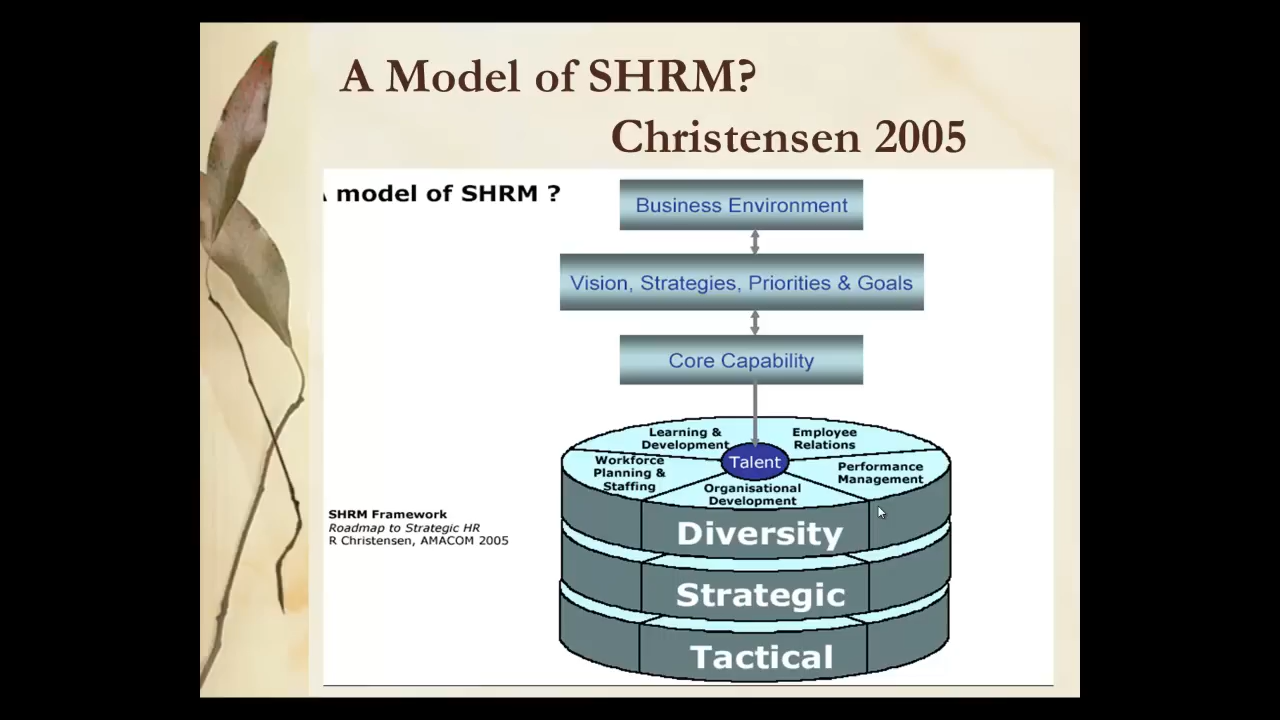 A Model of SHRM?
Christensen 2005
model of SHRM ?
Business Environment
Vision, Strategies, Priorities & Goals
Core Capability
Learning &
Development
Employee
Relations
Talent
Workforce
Planning &
Staffing
Performance
Management
Organisational
Development
SHRM Framework
Roadmap to Strategic HR
R Christensen, AMACOM 2005
Diversity
Strategic
Tactical